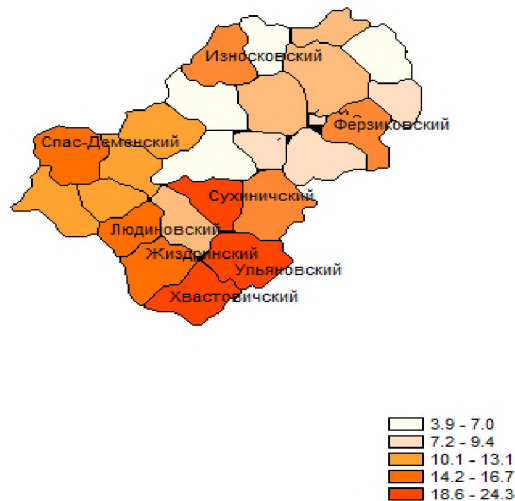 Износковский
Ферзиковский
Спас-Деменский
Сухиничский
Людиновский
Жиздринский
Ульяновский
Хвастовичский
3.9 - 7.0
7.2 - 9.4
10.1 - 13.1
14.2 - 16.7
18.6 - 24.3